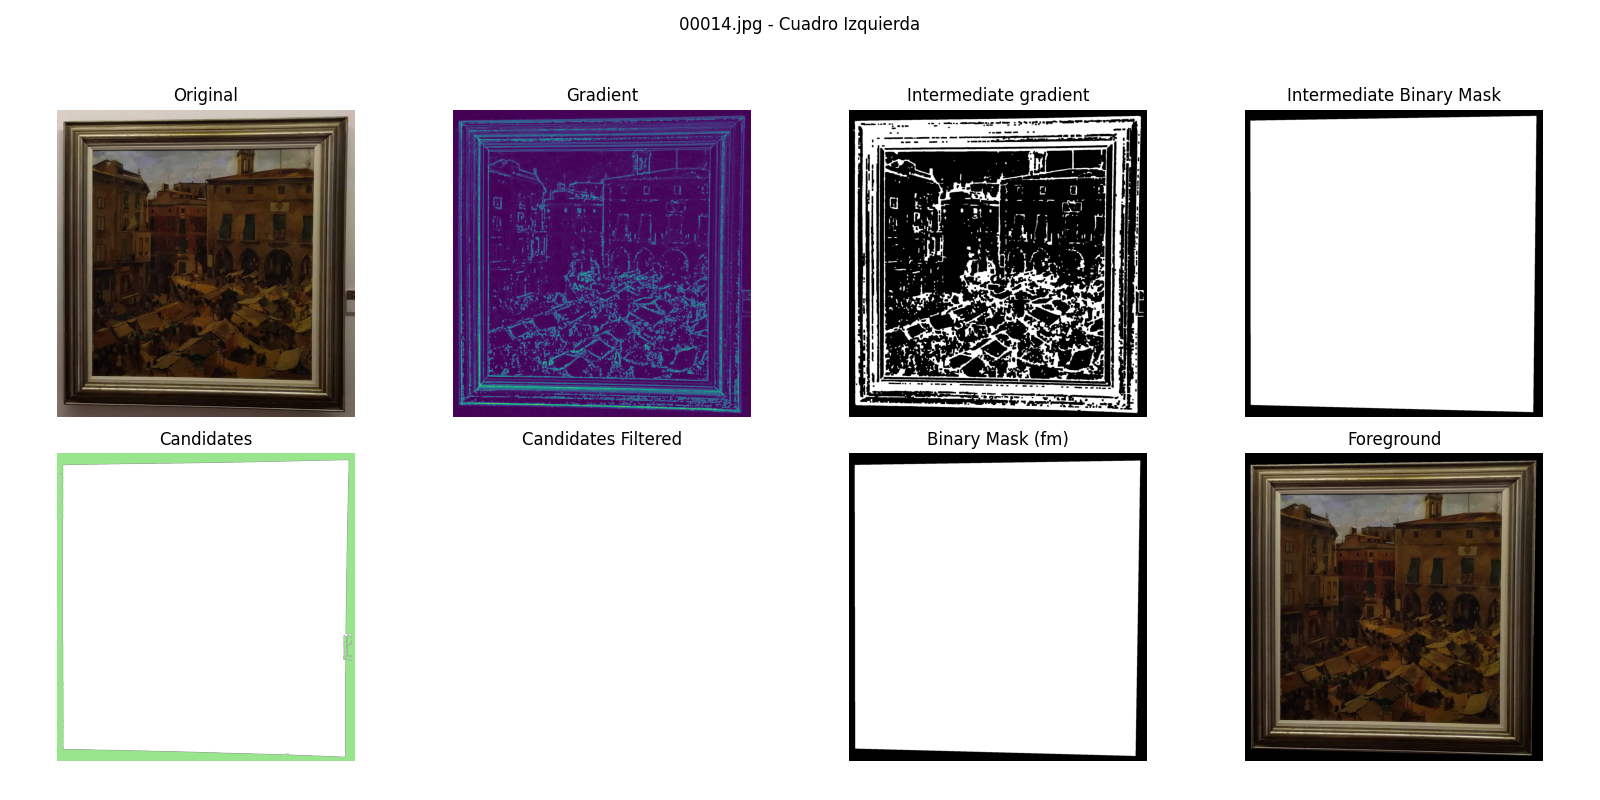 00014.jpg - Cuadro Izquierda
Original
Gradient
Intermediate gradient
Intermediate Binary Mask
Candidates
Candidates Filtered
Binary Mask (fm)
Foreground